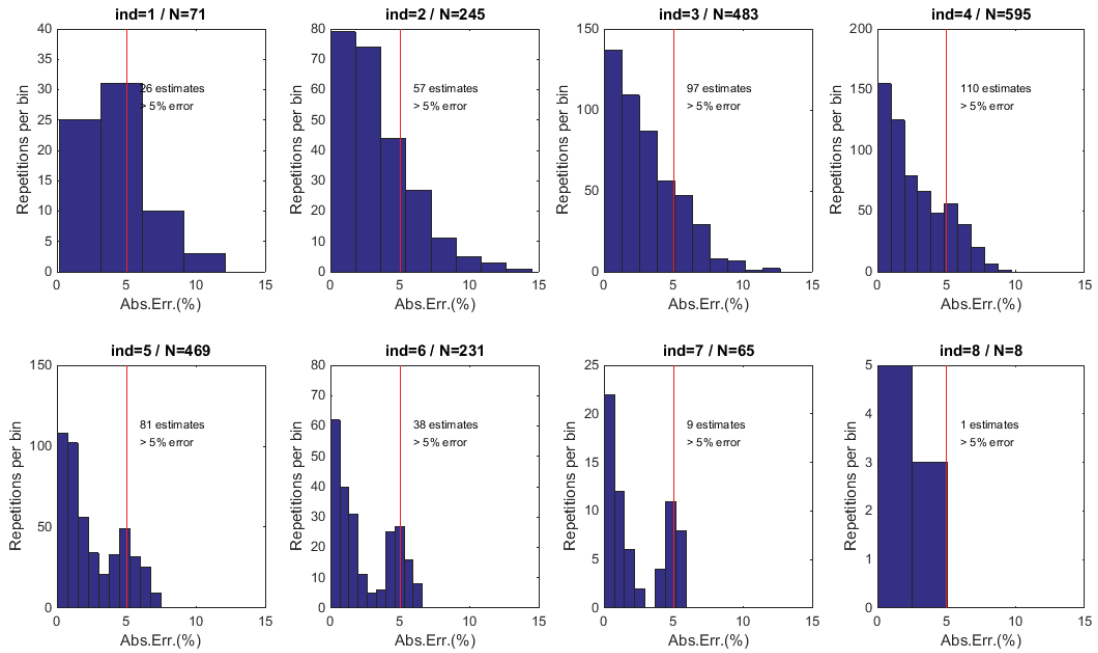 ind=1 / N=71
40
35
30
25
20
15
10
5
0
Repetitions per bin
26 estimates
> 5% error
0 5 10 15
Abs.Err.(%)
ind=2 / N=245
80
70
60
50
40
30
20
10
0
Repetitions per bin
57 estimates
> 5% error
0 5 10 15
Abs.Err.(%)
ind=3 / N=483
150
100
50
0
Repetitions per bin
97 estimates
> 5% error
0 5 10 15
Abs.Err.(%)
ind=4 / N=595
200
150
100
50
0
Repetitions per bin
110 estimates
> 5% error
0 5 10 15
Abs.Err.(%)
ind=5 / N=469
150
100
50
0
Repetitions per bin
81 estimates
> 5% error
0 5 10 15
Abs.Err.(%)
ind=6 / N=231
80
70
60
50
40
30
20
10
0
Repetitions per bin
38 estimates
> 5% error
0 5 10 15
Abs.Err.(%)
ind=7 / N=65
25
20
15
10
5
0
Repetitions per bin
9 estimates
> 5% error
0 5 10 15
Abs.Err.(%)
ind=8 / N=8
5
4
3
2
1
0
Repetitions per bin
1 estimates
> 5% error
0 5 10 15
Abs.Err.(%)